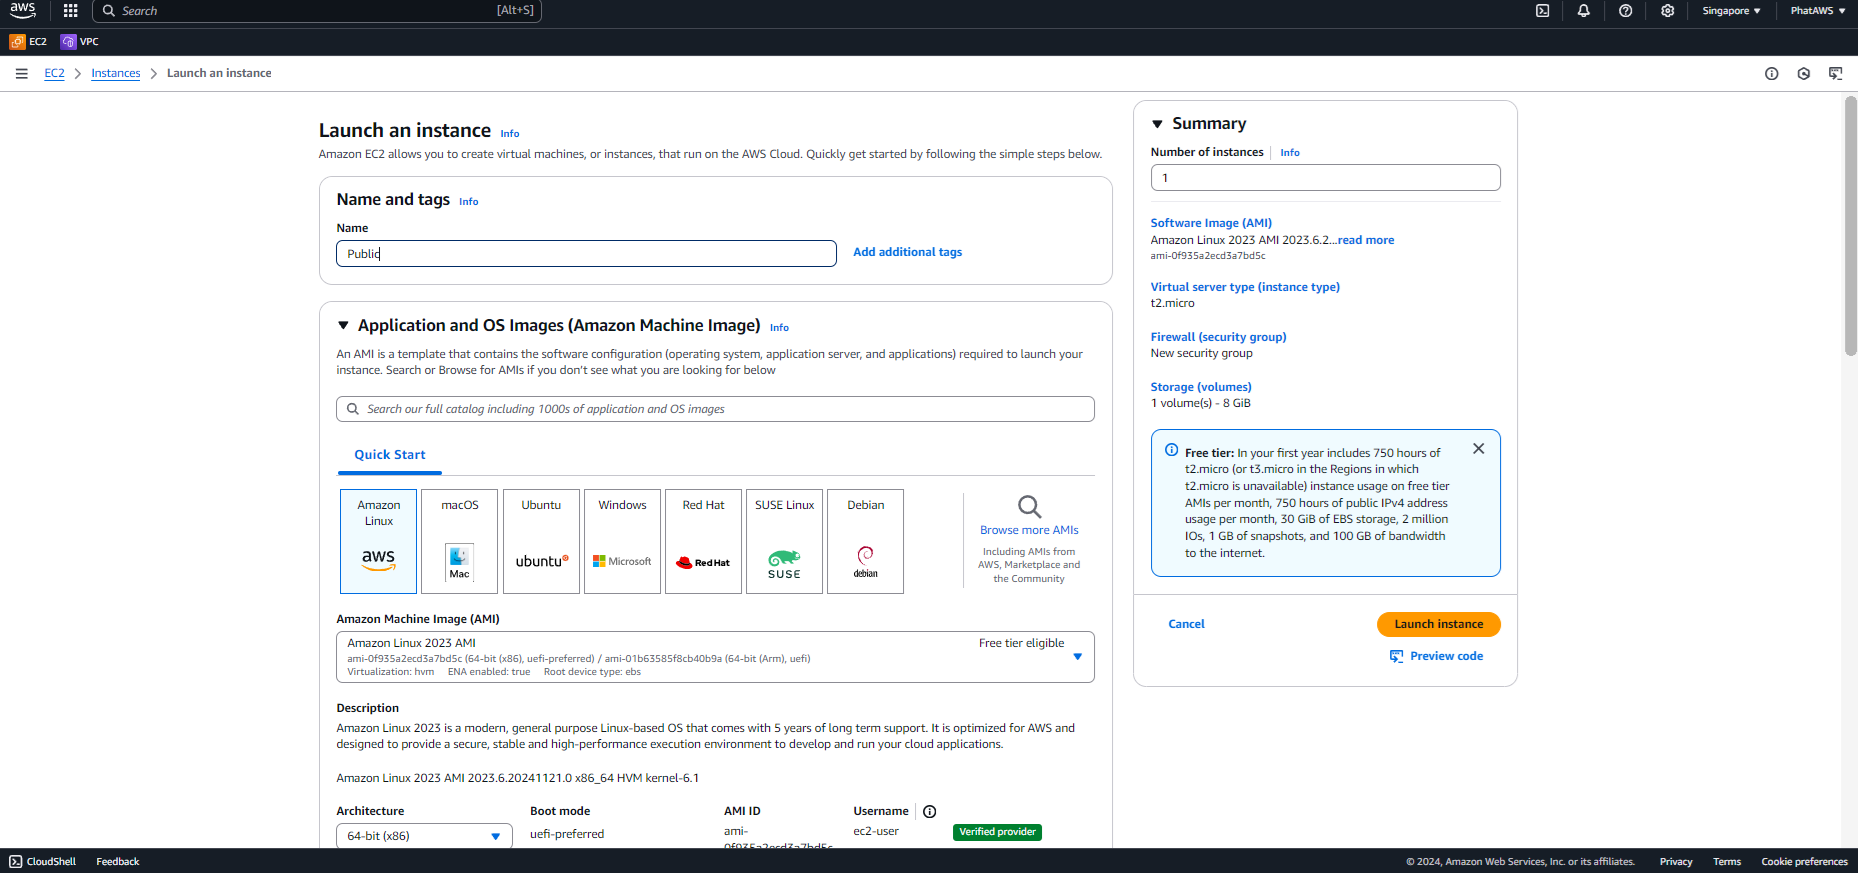 aws
Search
[Alt+S]
Singapore
PhatAWS
EC2
VPC
EC2 > Instances > Launch an instance
Launch an instance Info
Amazon EC2 allows you to create virtual machines, or instances, that run on the AWS Cloud. Quickly get started by following the simple steps below.
Name and tags Info
Name
Public
Add additional tags
Application and OS Images (Amazon Machine Image) Info
An AMI is a template that contains the software configuration (operating system, application server, and applications) required to launch your
instance. Search or Browse for AMIs if you don't see what you are looking for below
Search our full catalog including 1000s of application and OS images
Quick Start
Amazon
Linux
aws
macOS
Mac
Ubuntu
ubuntu
Windows
Microsoft
Red Hat
Red Hat
SUSE Linux
SUSE
Debian
debian
Browse more AMIs
Including AMIs from
AWS, Marketplace and
the Community
Amazon Machine Image (AMI)
Amazon Linux 2023 AMI
Free tier eligible
ami-0f935a2ecd3a7bd5c (64-bit (x86), uefi-preferred) / ami-01b63585f8cb40b9a (64-bit (Arm), uefi)
Virtualization: hvm ENA enabled: true Root device type: ebs
Description
Amazon Linux 2023 is a modern, general purpose Linux-based OS that comes with 5 years of long term support. It is optimized for AWS and
designed to provide a secure, stable and high-performance execution environment to develop and run your cloud applications.
Amazon Linux 2023 AMI 2023.6.20241121.0 x86_64 HVM kernel-6.1
Architecture
64-bit (x86)
Boot mode
uefi-preferred
AMI ID
ami-
0f935a2ecd3a7bd5c
Username
ec2-user
Verified provider
Summary
Number of instances Info
1
Software Image (AMI)
Amazon Linux 2023 AMI 2023.6.2...read more
ami-0f935a2ecd3a7bd5c
Virtual server type (instance type)
t2.micro
Firewall (security group)
New security group
Storage (volumes)
1 volume(s) - 8 GiB
Free tier: In your first year includes 750 hours of
t2.micro (or t3.micro in the Regions in which
t2.micro is unavailable) instance usage on free tier
AMIs per month, 750 hours of public IPv4 address
usage per month, 30 GiB of EBS storage, 2 million
IOs, 1 GB of snapshots, and 100 GB of bandwidth
to the internet.
Cancel
Launch instance
Preview code
CloudShell
Feedback
© 2024, Amazon Web Services, Inc. or its affiliates.
Privacy
Terms
Cookie preferences